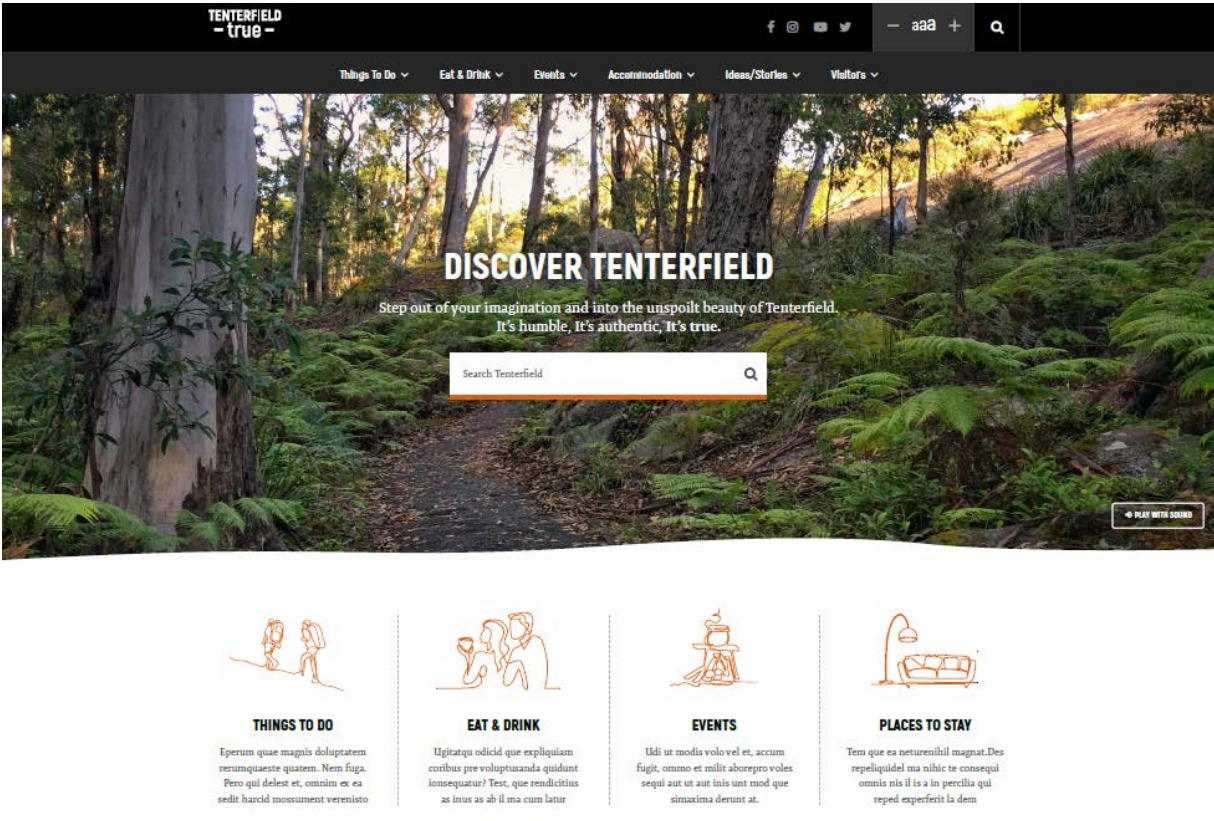 TENTERFIELD
– true –
– aaa +
Things To Do
Eat & Drink
Events
Accommodation
Ideas/Stories
Visitors
DISCOVER TENTERFIELD
Step out of your imagination and into the unspoilt beauty of Tenterfield.
It's humble, It's authentic, It's true.
Search Tenterfield
PLAY WITH SOUND
THINGS TO DO
Eperum quae magnis doluptatem
rerumquaeste quatem. Nem fuga.
Pero qui delest et, omnim ex ea
sedit harcid mossument verenisto
EAT & DRINK
Ugitatqu odicid que expliquiam
coribus pre voluptusanda quidunt
ionsequatur? Test, que rendicitius
as inus as ab il ma cum latur
EVENTS
Udi ut modis volo vel et, accum
fugit, ommo et milit aborepro voles
sequi aut ut aut inis unt mod que
simaxima derunt at.
PLACES TO STAY
Tem que ea neturenihil magnat.Des
repeliquidel ma nihic te consequi
omnis nis il is a in percilia qui
reped experferit la dem